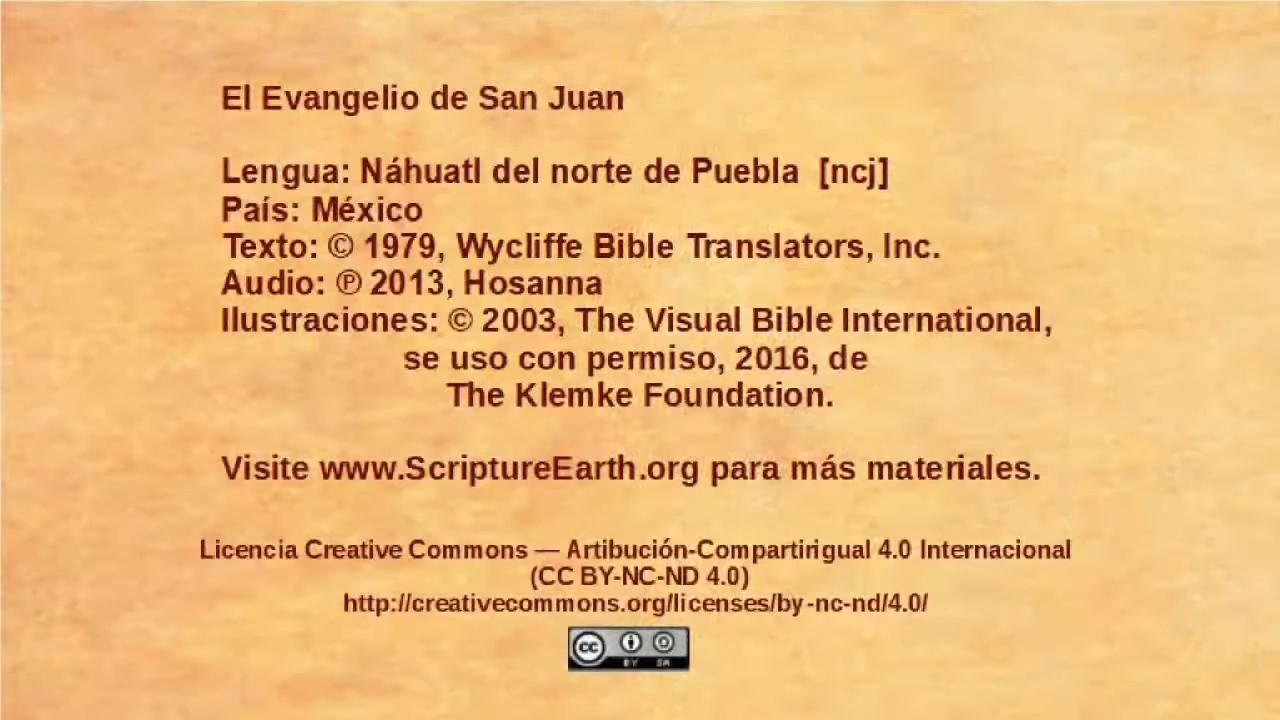 El Evangelio de San Juan
Lengua: Náhuatl del norte de Puebla [ncj]
País: México
Texto: © 1979, Wycliffe Bible Translators, Inc.
Audio: ℗ 2013, Hosanna
Ilustraciones: © 2003, The Visual Bible International,
se uso con permiso, 2016, de
The Klemke Foundation.
Visite www.ScriptureEarth.org para más materiales.
Licencia Creative Commons — Artibución-Compartirigual 4.0 Internacional
(CC BY-NC-ND 4.0)
http://creativecommons.org/licenses/by-nc-nd/4.0/
cc BY SA